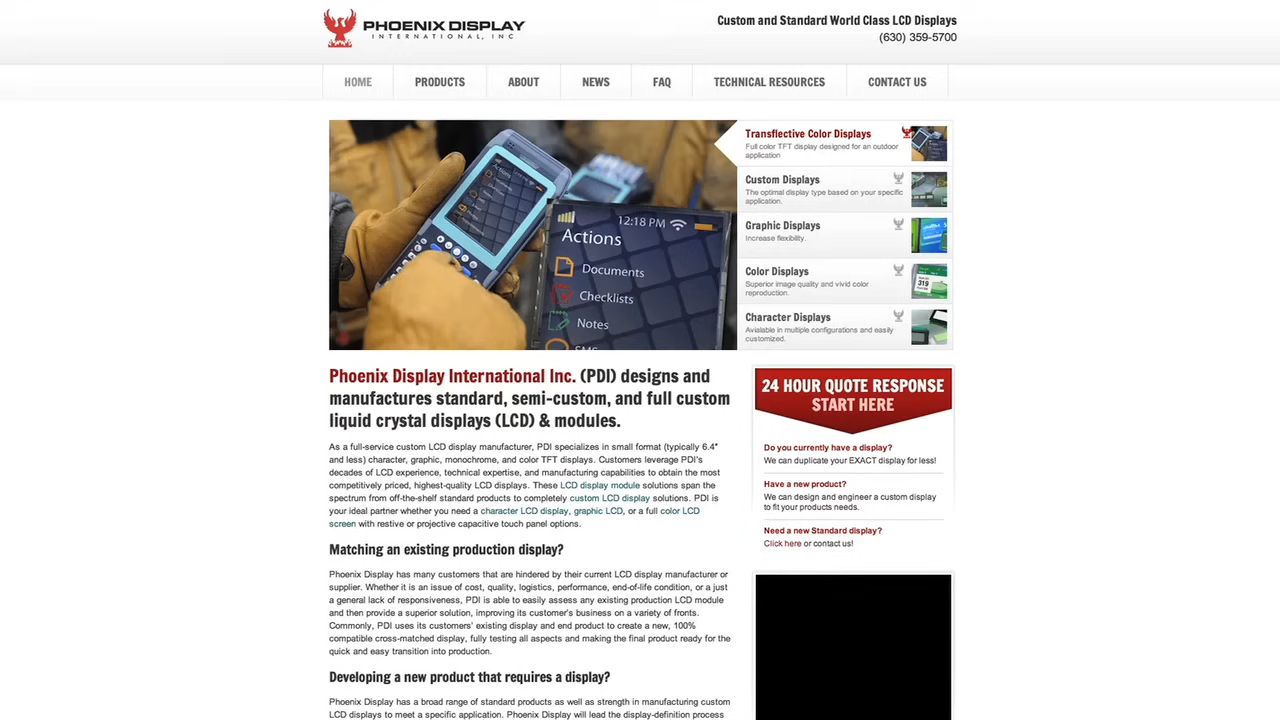 PHOENIX DISPLAY
INTERNATIONAL, INC
Custom and Standard World Class LCD Displays
(630) 359-5700
HOME
PRODUCTS
ABOUT
NEWS
FAQ
TECHNICAL RESOURCES
CONTACT US
12:18 PM
Actions
Documents
Checklists
Notes
SMS
Transflective Color Displays
Full color TFT display designed for an outdoor
application
Custom Displays
The optimal display type based on your specific
application.
Graphic Displays
Increase flexibility.
Color Displays
Superior image quality and vivid color
reproduction.
319
Character Displays
Avialable in multiple configurations and easily
customized.
Phoenix Display International Inc. (PDI) designs and
manufactures standard, semi-custom, and full custom
liquid crystal displays (LCD) & modules.
As a full-service custom LCD display manufacturer, PDI specializes in small format (typically 6.4"
and less) character, graphic, monochrome, and color TFT displays. Customers leverage PDI's
decades of LCD experience, technical expertise, and manufacturing capabilities to obtain the most
competitively priced, highest-quality LCD displays. These LCD display module solutions span the
spectrum from off-the-shelf standard products to completely custom LCD display solutions. PDI is
your ideal partner whether you need a character LCD display, graphic LCD, or a full color LCD
screen with restive or projective capacitive touch panel options.
Matching an existing production display?
Phoenix Display has many customers that are hindered by their current LCD display manufacturer or
supplier. Whether it is an issue of cost, quality, logistics, performance, end-of-life condition, or a just
a general lack of responsiveness, PDI is able to easily assess any existing production LCD module
and then provide a superior solution, improving its customer's business on a variety of fronts.
Commonly, PDI uses its customers' existing display and end product to create a new, 100%
compatible cross-matched display, fully testing all aspects and making the final product ready for the
quick and easy transition into production.
Developing a new product that requires a display?
Phoenix Display has a broad range of standard products as well as strength in manufacturing custom
LCD displays to meet a specific application. Phoenix Display will lead the display-definition process
24 HOUR QUOTE RESPONSE
START HERE
Do you currently have a display?
We can duplicate your EXACT display for less!
Have a new product?
We can design and engineer a custom display
to fit your products needs.
Need a new Standard display?
Click here or contact us!